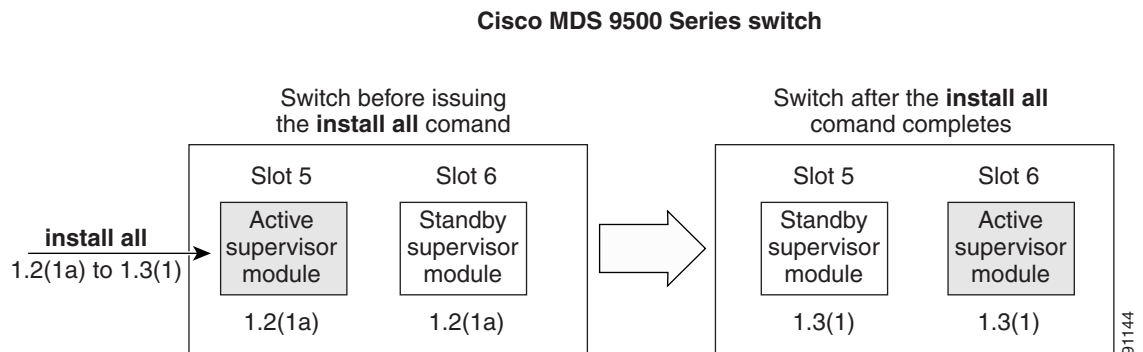 Cisco MDS 9500 Series switch
Switch before issuing
the install all comand
Slot 5
Slot 6
install all
1.2(1a) to 1.3(1)
Active
supervisor
module
Standby
supervisor
module
1.2(1a)
1.2(1a)
Switch after the install all
comand completes
Slot 5
Slot 6
Standby
supervisor
module
Active
supervisor
module
1.3(1)
1.3(1)
91144